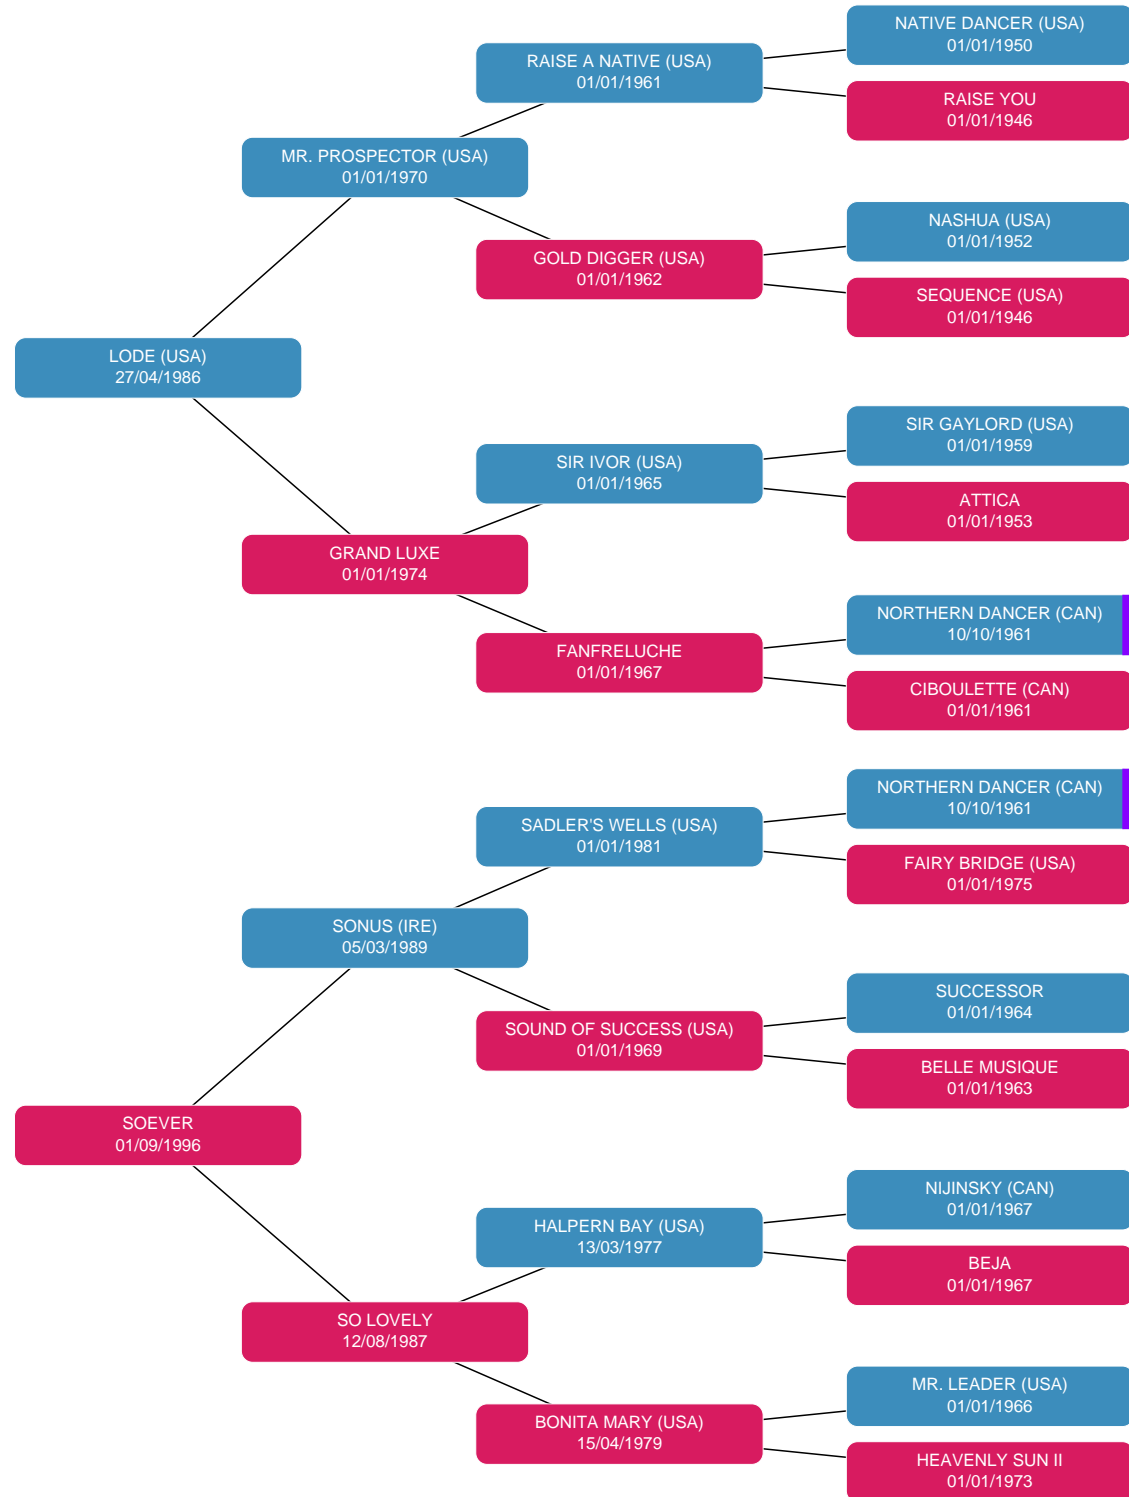 NATIVE DANCER (USA)
01/01/1950
RAISE A NATIVE (USA)
01/01/1961
RAISE YOU
01/01/1946
MR. PROSPECTOR (USA)
01/01/1970
NASHUA (USA)
01/01/1952
GOLD DIGGER (USA)
01/01/1962
SEQUENCE (USA)
01/01/1946
LODE (USA)
27/04/1986
SIR GAYLORD (USA)
01/01/1959
SIR IVOR (USA)
01/01/1965
ATTICA
01/01/1953
GRAND LUXE
01/01/1974
NORTHERN DANCER (CAN)
10/10/1961
FANFRELUCHE
01/01/1967
CIBOULETTE (CAN)
01/01/1961
NORTHERN DANCER (CAN)
10/10/1961
SADLER'S WELLS (USA)
01/01/1981
FAIRY BRIDGE (USA)
01/01/1975
SONUS (IRE)
05/03/1989
SUCCESSOR
01/01/1964
SOUND OF SUCCESS (USA)
01/01/1969
BELLE MUSIQUE
01/01/1963
SOEVER
01/09/1996
NIJINSKY (CAN)
01/01/1967
HALPERN BAY (USA)
13/03/1977
BEJA
01/01/1967
SO LOVELY
12/08/1987
MR. LEADER (USA)
01/01/1966
BONITA MARY (USA)
15/04/1979
HEAVENLY SUN II
01/01/1973